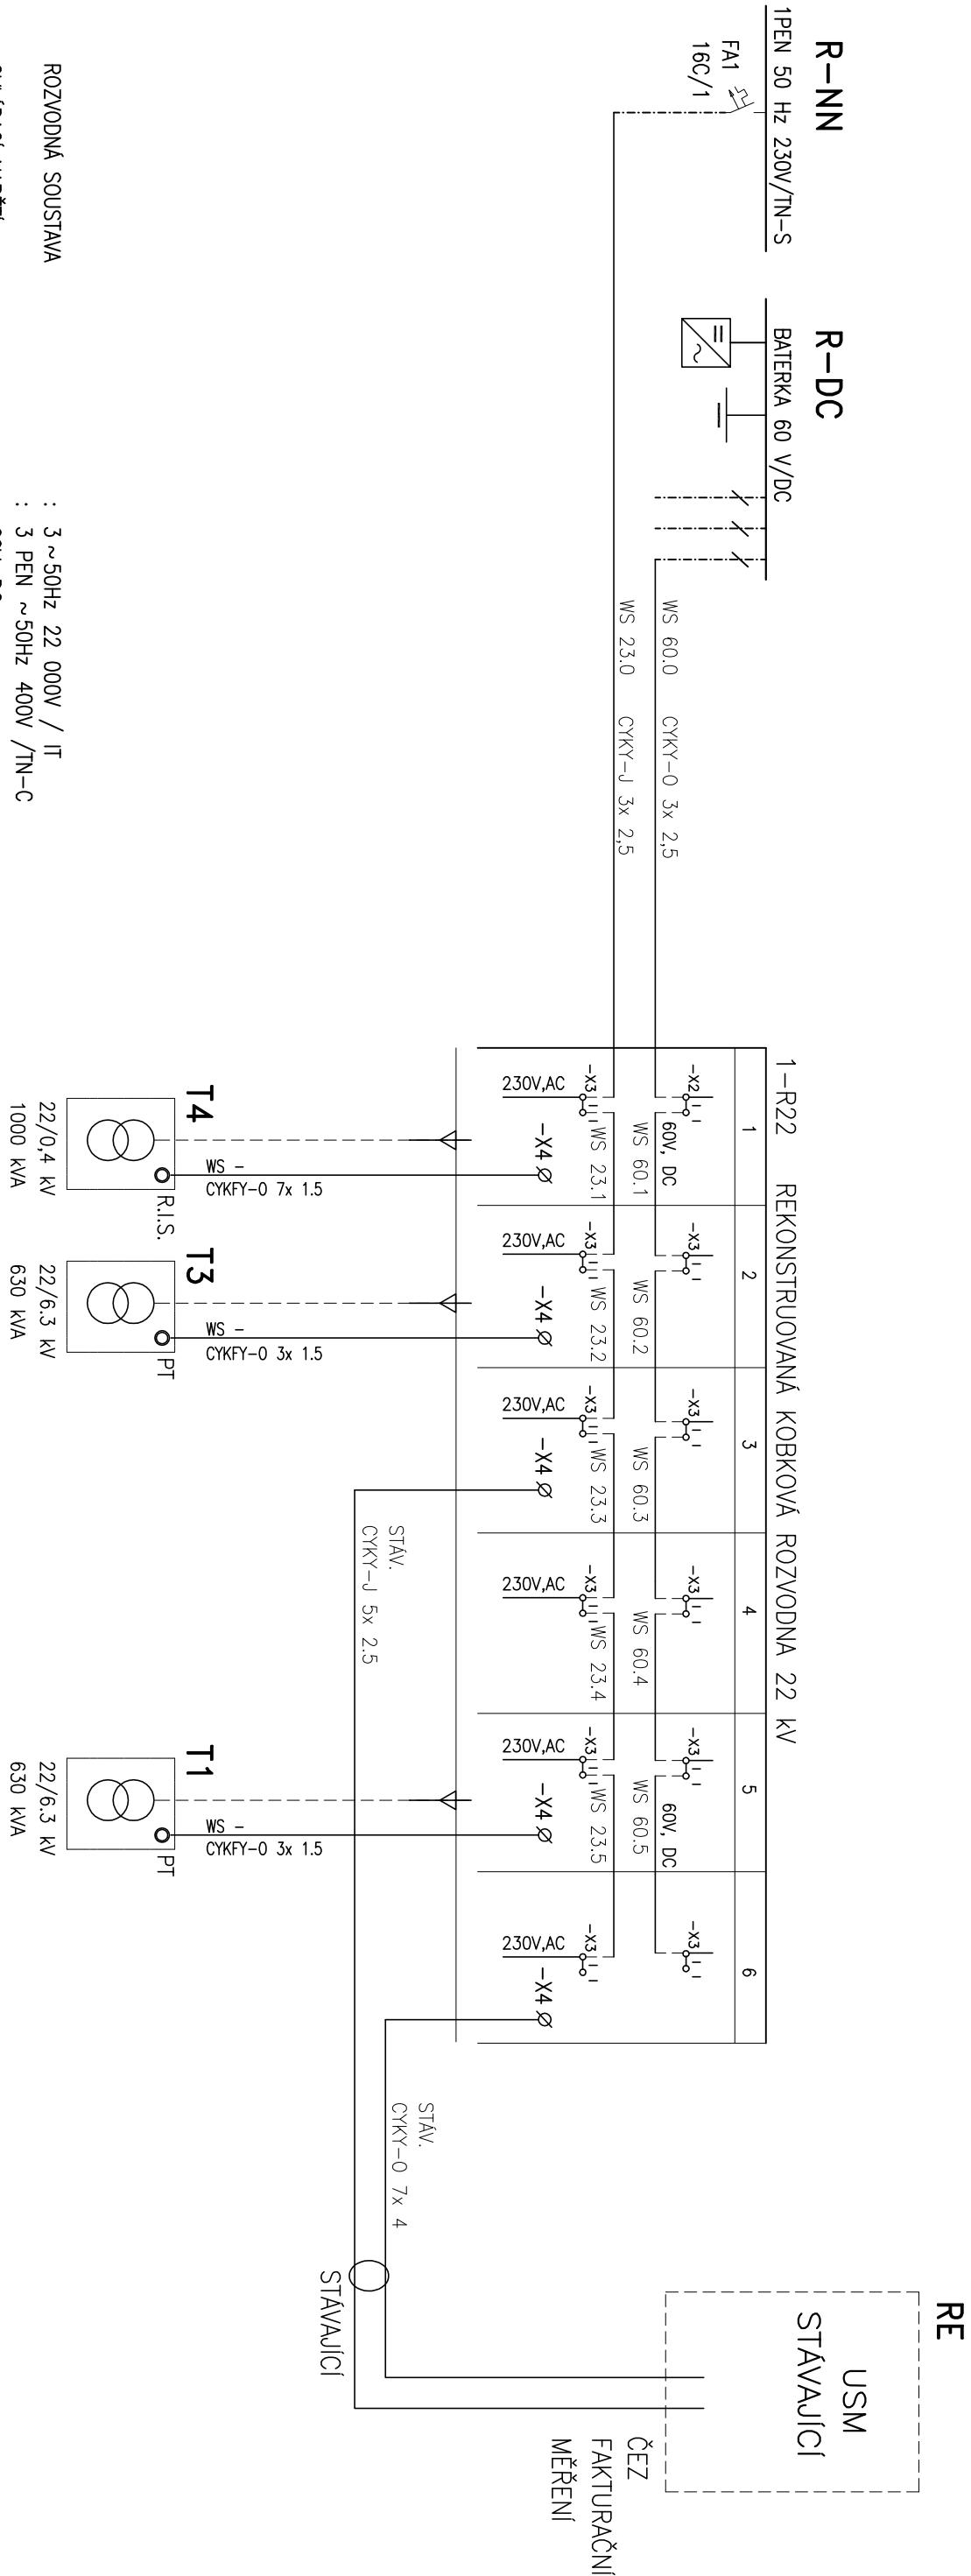 R-NN
1PEN 50 Hz 230V/TN-S
FA1
16C/1
R-DC
BATERKA 60 V/DC
WS 60.0 CYKY-O 3x 2,5
WS 23.0 CYKY-J 3x 2,5
1-R22 REKONSTRUOVANÁ KOBKOVÁ ROZVODNA 22 kV
1
2
3
4
5
6
-X2
-X3
-X3
-X3
-X3
-X3
60V, DC
60V, DC
WS 60.1
WS 60.2
WS 60.3
WS 60.4
WS 60.5
-X3
-X3
-X3
-X3
-X3
-X3
WS 23.1
WS 23.2
WS 23.3
WS 23.4
WS 23.5
230V,AC
230V,AC
230V,AC
230V,AC
230V,AC
230V,AC
-X4
-X4
-X4
-X4
-X4
STÁV.
CYKY-J 5x 2.5
STÁV.
CYKY-O 7x 4
STÁVAJÍCÍ
RE
USM
STÁVAJÍCÍ
ČEZ
FAKTURAČNÍ
MĚŘENÍ
T4
WS -
CYKFY-O 7x 1.5
R.I.S.
22/0,4 kV
1000 kVA
T3
WS -
CYKFY-O 3x 1.5
PT
22/6.3 kV
630 kVA
T1
WS -
CYKFY-O 3x 1.5
PT
22/6.3 kV
630 kVA
ROZVODNÁ SOUSTAVA : 3 ~50Hz 22 000V / IT
: 3 PEN ~50Hz 400V /TN-C